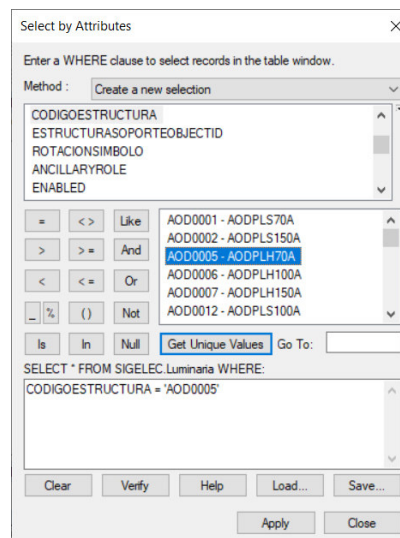 Select by Attributes
Enter a WHERE clause to select records in the table window.
Method : Create a new selection
CODIGOESTRUCTURA
ESTRUCTURASOPORTEOBJECTID
ROTACIONSIMBOLO
ANCILLARYROLE
ENABLED
= <> Like
> >= And
< <= Or
_ % () Not
Is In Null
AOD0001 - AODPLS70A
AOD0002 - AODPLS150A
AOD0005 - AODPLH70A
AOD0006 - AODPLH100A
AOD0007 - AODPLH150A
AOD0012 - AODPLS100A
Get Unique Values Go To:
SELECT * FROM SIGELEC.Luminaria WHERE:
CODIGOESTRUCTURA = 'AOD0005'
Clear Verify Help Load... Save...
Apply Close